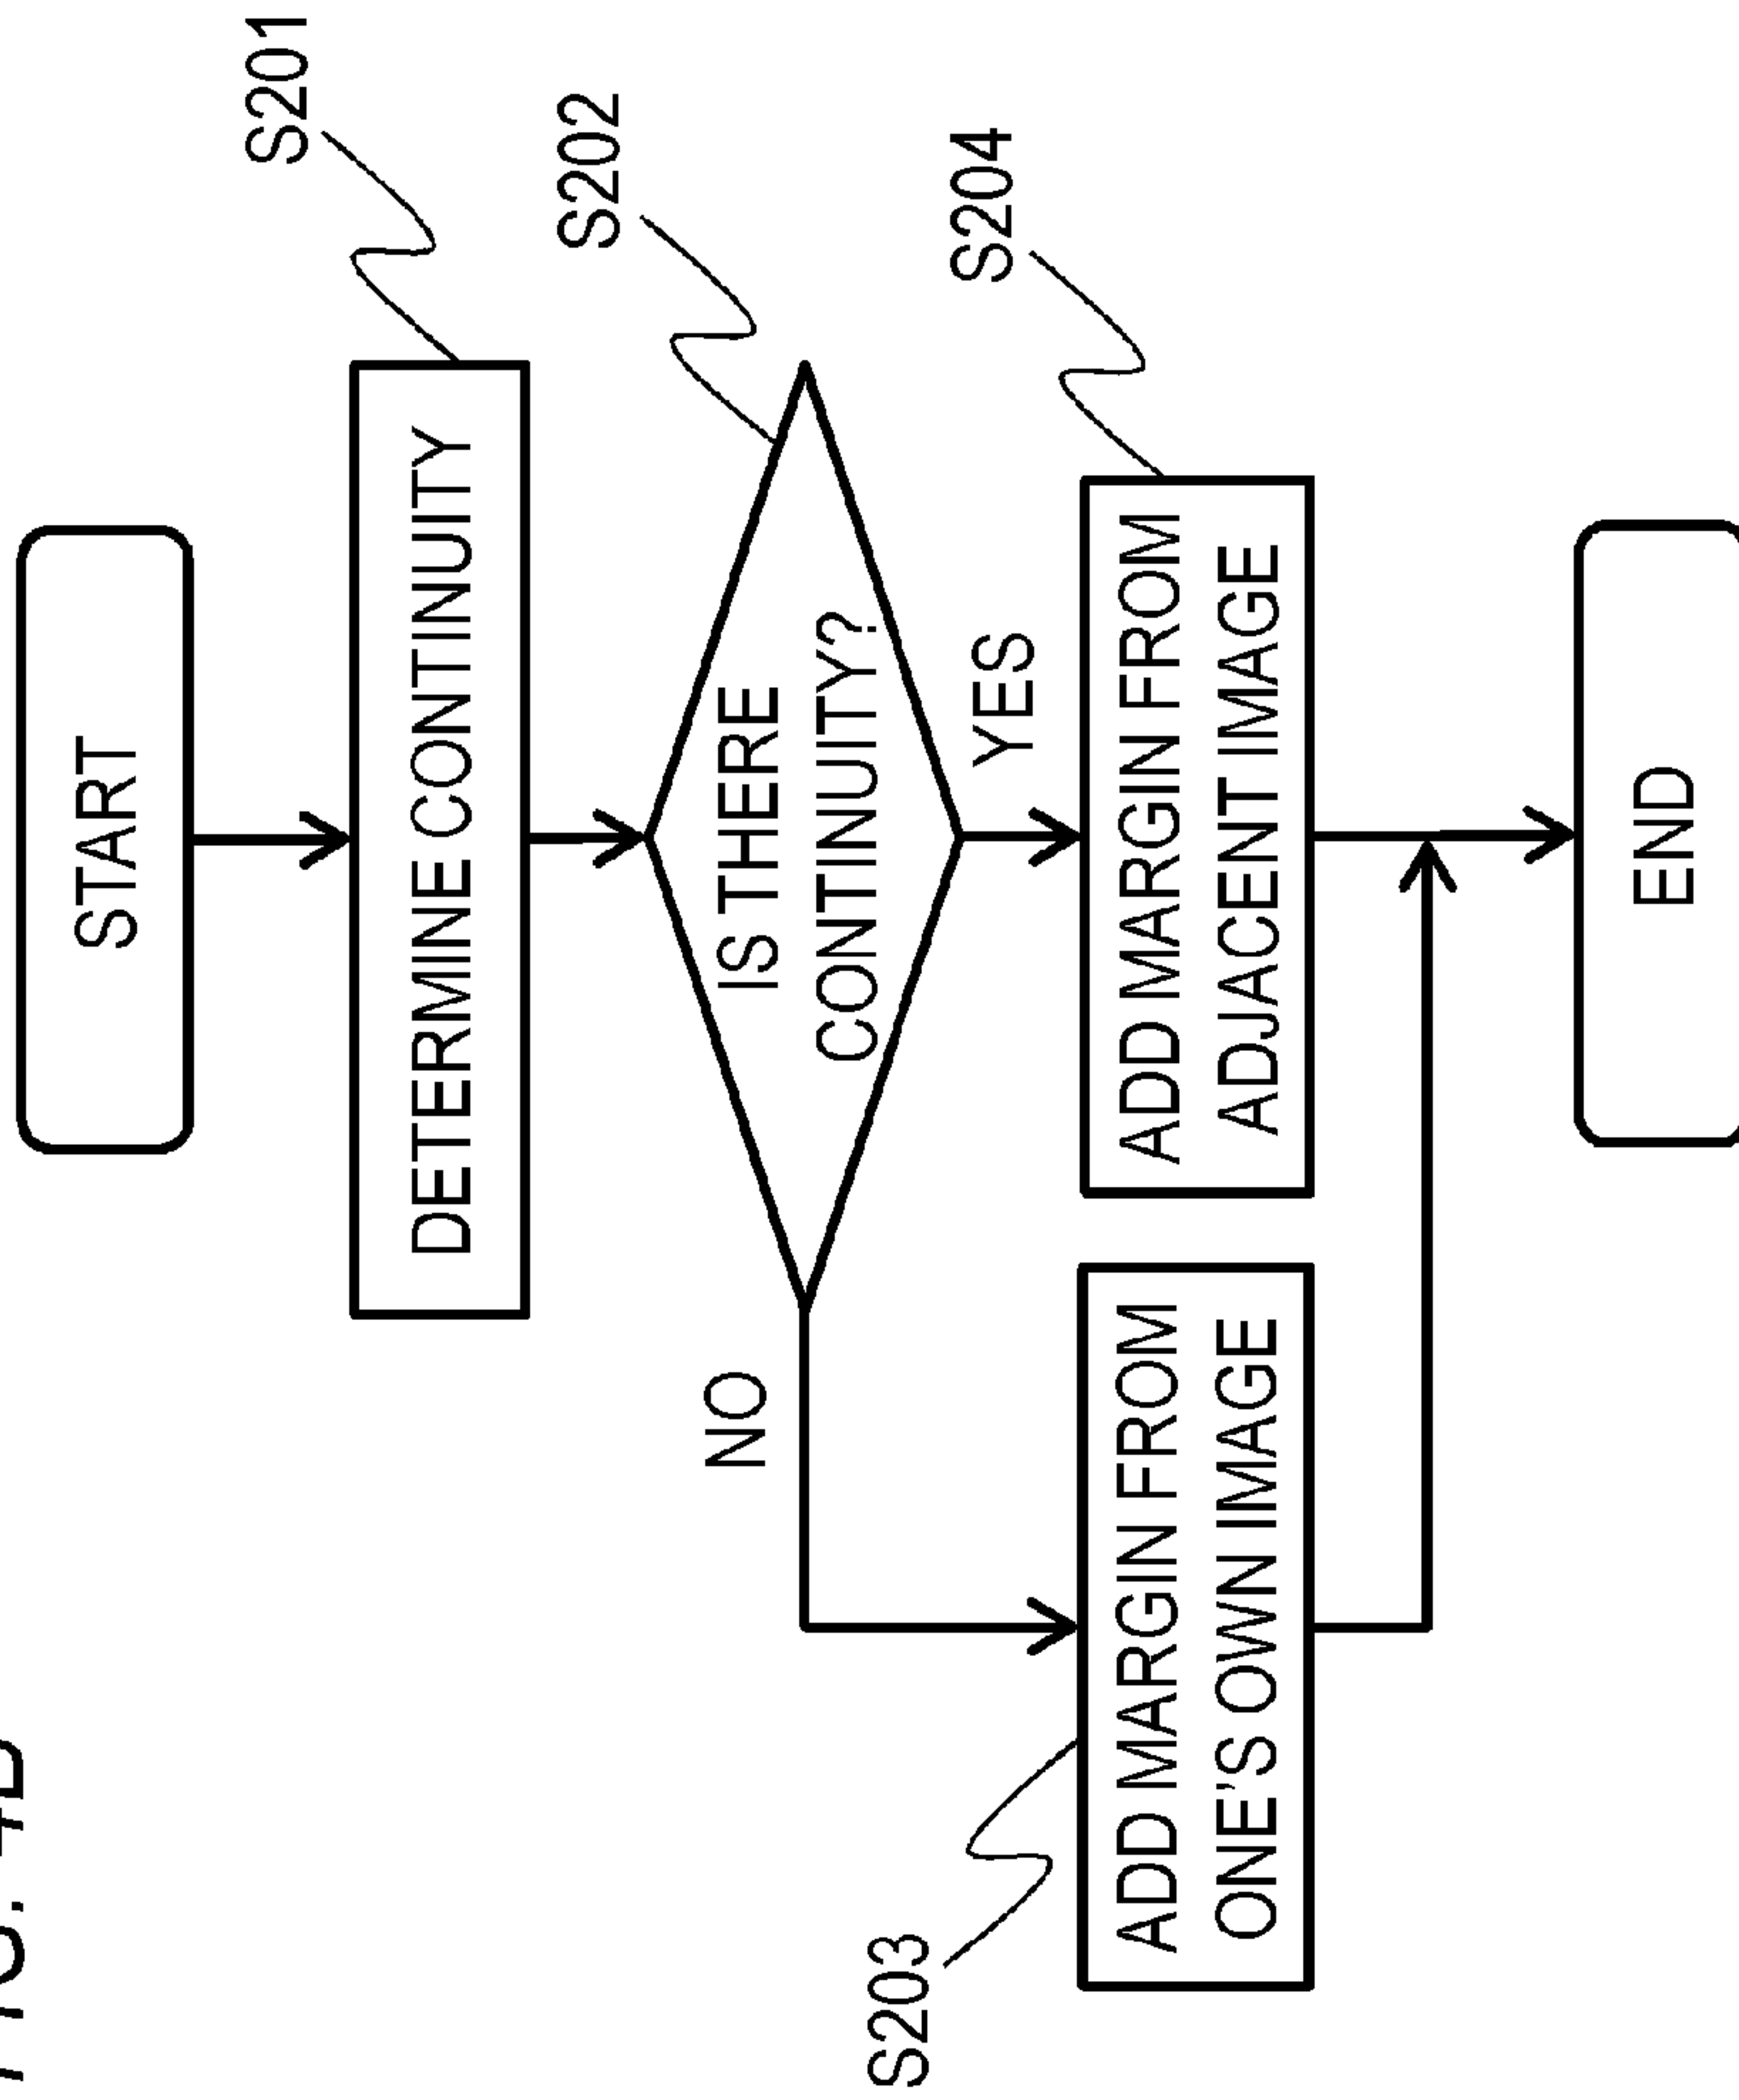 START
S201
DETERMINE CONTINUITY
S202
IS THERE
CONTINUITY?
NO
YES
S203
ADD MARGIN FROM
ONE'S OWN IMAGE
S204
ADD MARGIN FROM
ADJACENT IMAGE
END